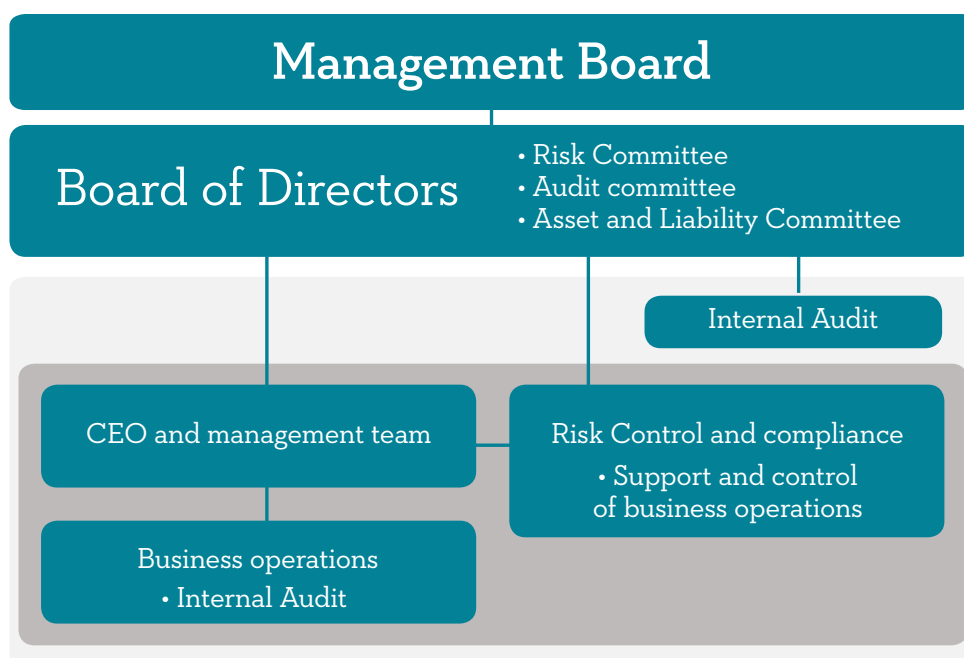 Management Board
Board of Directors
• Risk Committee
• Audit committee
• Asset and Liability Committee
Internal Audit
CEO and management team
Risk Control and compliance
• Support and control
of business operations
Business operations
• Internal Audit